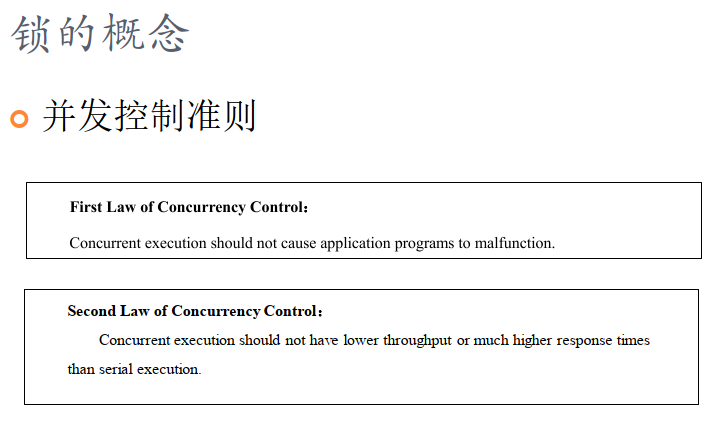 锁的概念
并发控制准则
First Law of Concurrency Control：
Concurrent execution should not cause application programs to malfunction.
Second Law of Concurrency Control：
Concurrent execution should not have lower throughput or much higher response times
than serial execution.